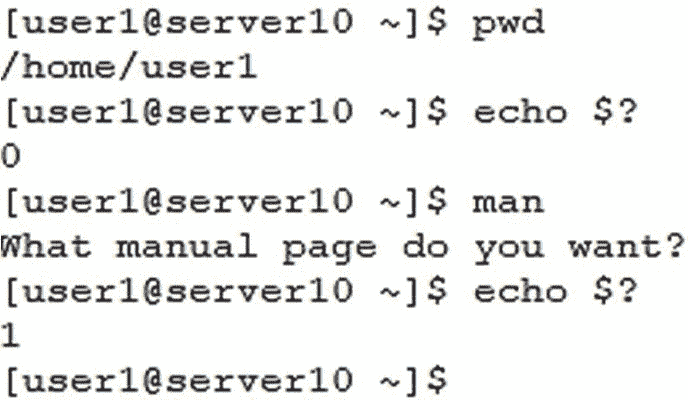 [user1@server10 ~]$ pwd
/home/user1
[user1@server10 ~]$ echo $?
0
[user1@server10 ~]$ man
What manual page do you want?
[user1@server10 ~]$ echo $?
1
[user1@server10 ~]$